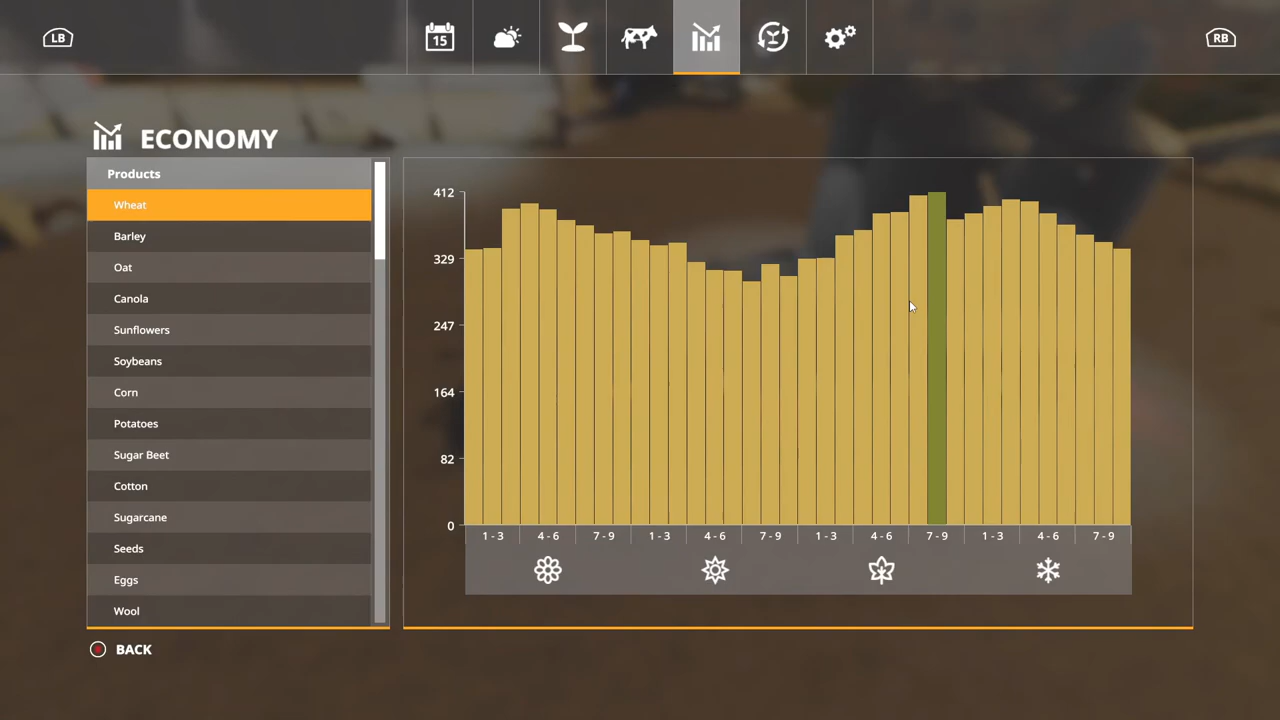 LB
15
RB
ECONOMY
Products
Wheat
Barley
Oat
Canola
Sunflowers
Soybeans
Corn
Potatoes
Sugar Beet
Cotton
Sugarcane
Seeds
Eggs
Wool
412
329
247
164
82
0
1 - 3 4 - 6 7 - 9 1 - 3 4 - 6 7 - 9 1 - 3 4 - 6 7 - 9 1 - 3 4 - 6 7 - 9
BACK